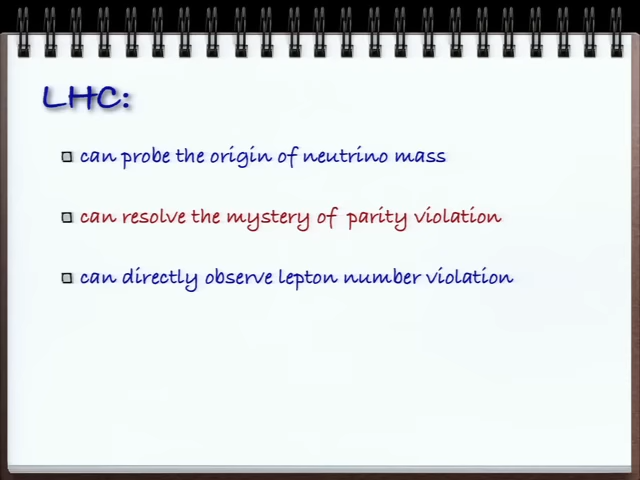 LHC:
can probe the origin of neutrino mass
can resolve the mystery of parity violation
can directly observe lepton number violation